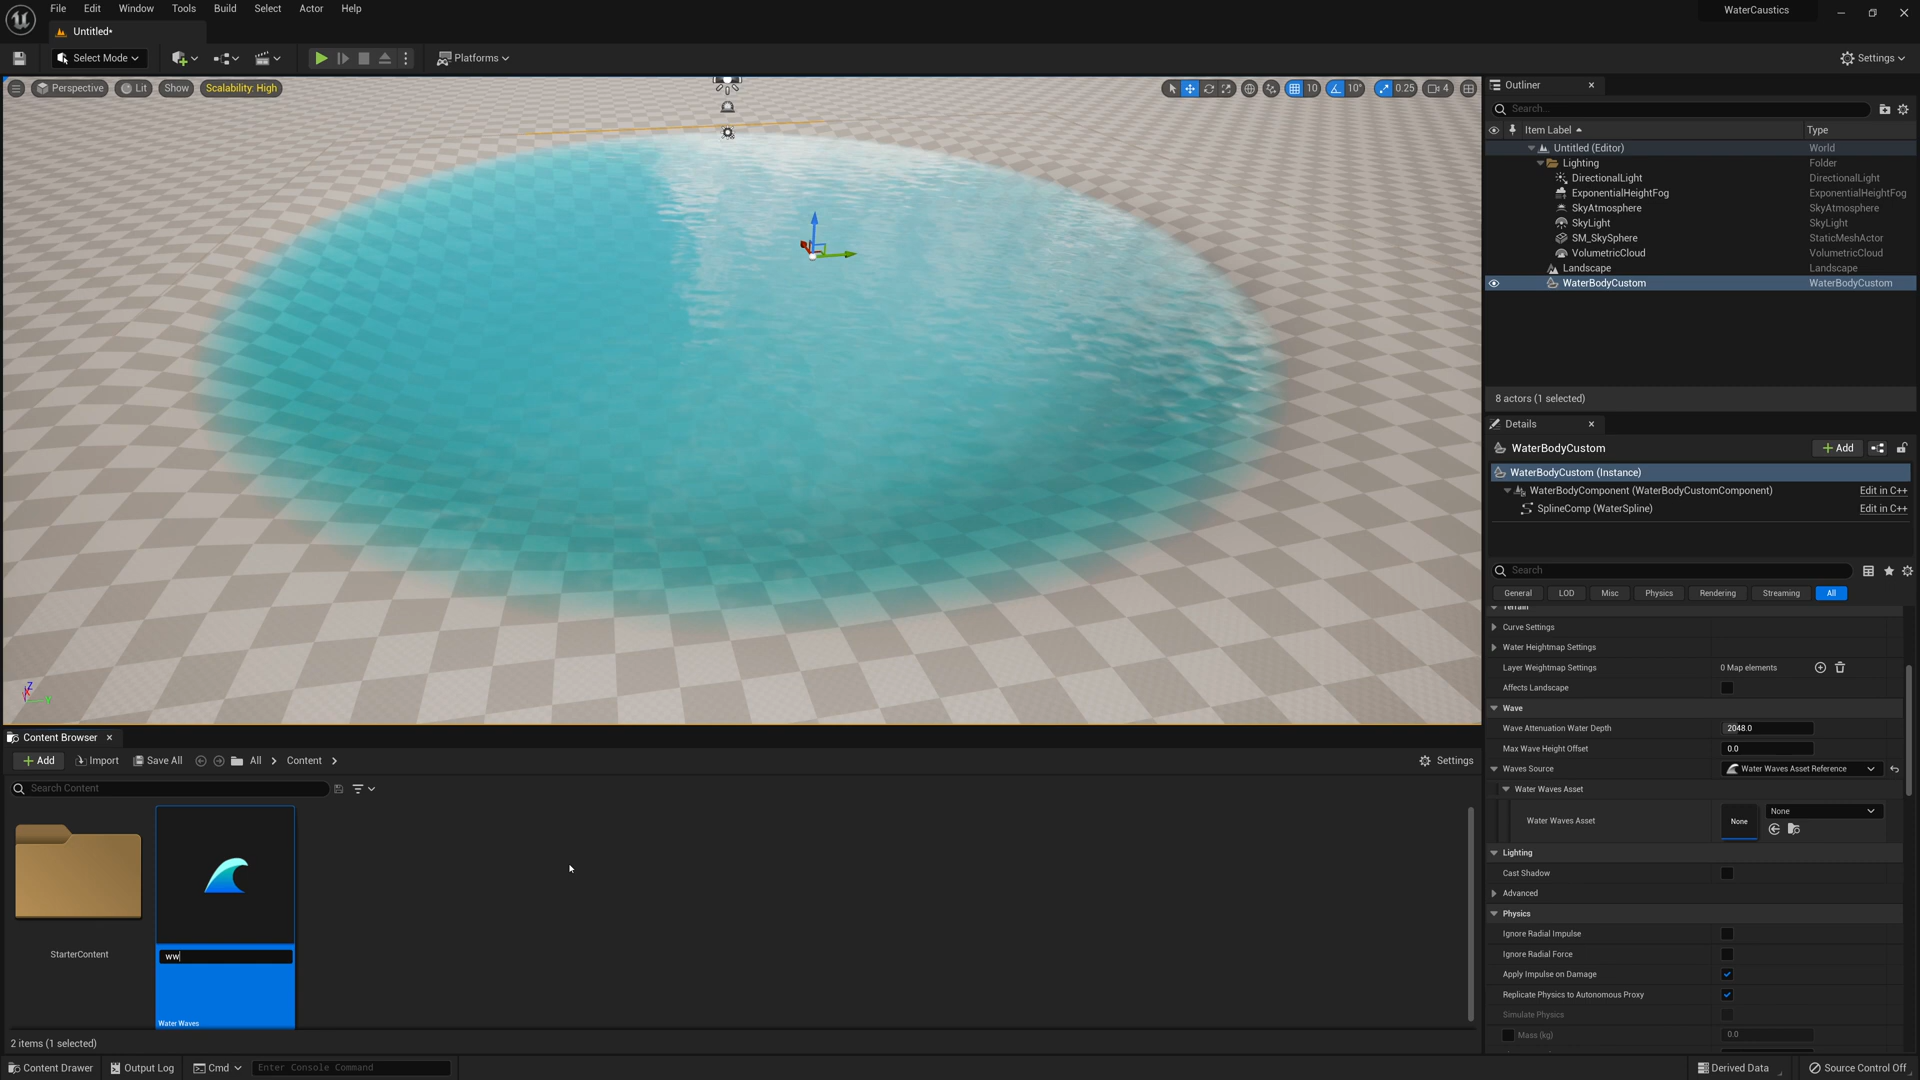 File Edit Window Tools Build Select Actor Help
WaterCaustics
Untitled*
Select Mode
Platforms
Settings
Perspective Lit Show Scalability: High
10 10° 0.25 4
Outliner
Search...
Item Label Type
Untitled (Editor) World
Lighting Folder
DirectionalLight DirectionalLight
ExponentialHeightFog ExponentialHeightFog
SkyAtmosphere SkyAtmosphere
SkyLight SkyLight
SM_SkySphere StaticMeshActor
VolumetricCloud VolumetricCloud
Landscape Landscape
WaterBodyCustom WaterBodyCustom
8 actors (1 selected)
Details
WaterBodyCustom
Add
WaterBodyCustom (Instance)
WaterBodyComponent (WaterBodyCustomComponent) Edit in C++
SplineComp (WaterSpline) Edit in C++
Search
General LOD Misc Physics Rendering Streaming All
Terrain
Curve Settings
Water Heightmap Settings
Layer Weightmap Settings 0 Map elements
Affects Landscape
Wave
Wave Attenuation Water Depth 2048.0
Max Wave Height Offset 0.0
Waves Source Water Waves Asset Reference
Water Waves Asset
Water Waves Asset None None
Lighting
Cast Shadow
Advanced
Physics
Ignore Radial Impulse
Ignore Radial Force
Apply Impulse on Damage
Replicate Physics to Autonomous Proxy
Simulate Physics
Mass (kg) 0.0
Z
Content Browser
Add Import Save All All Content
Settings
Search Content
StarterContent
ww
Water Waves
2 items (1 selected)
Content Drawer Output Log Cmd Enter Console Command
Derived Data Source Control Off